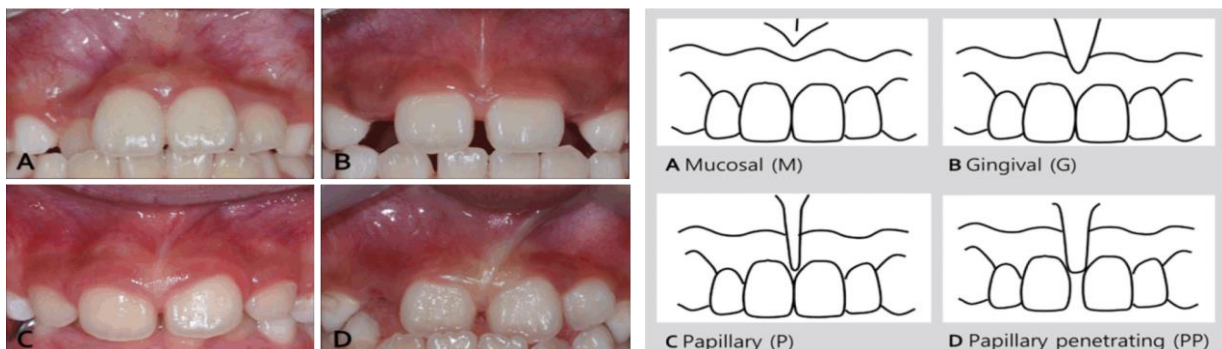 A
B
C
D
A Mucosal (M)
B Gingival (G)
C Papillary (P)
D Papillary penetrating (PP)